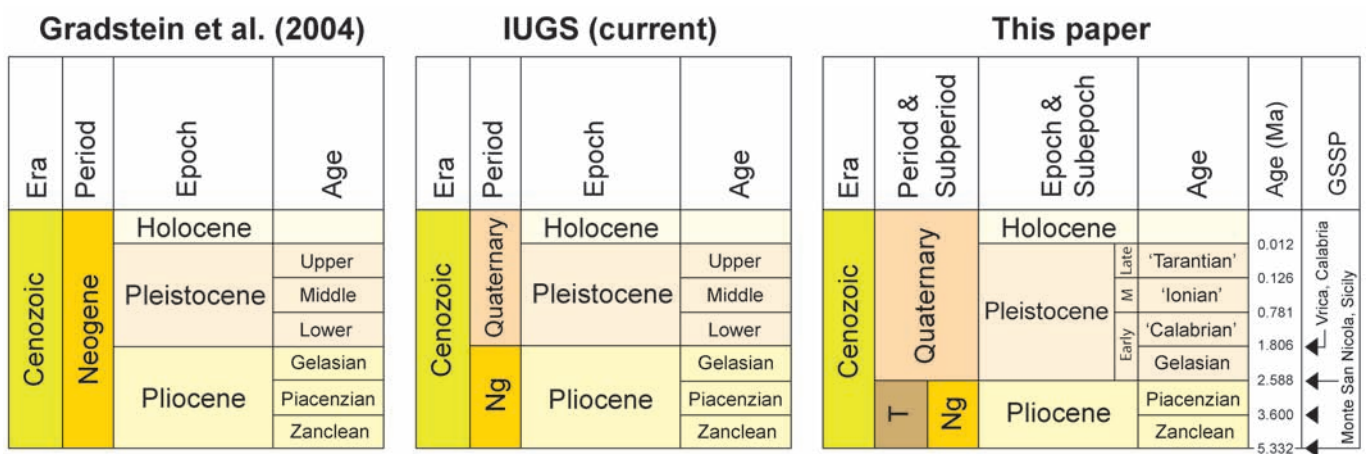 Gradstein et al. (2004)
Era
Period
Epoch
Age
Cenozoic
Neogene
Holocene
Pleistocene
Pliocene
Upper
Middle
Lower
Gelasian
Piacenzian
Zanclean
IUGS (current)
Era
Period
Epoch
Age
Cenozoic
Quaternary
Ng
Holocene
Pleistocene
Pliocene
Upper
Middle
Lower
Gelasian
Piacenzian
Zanclean
This paper
Era
Period &
Subperiod
Epoch &
Subepoch
Age
Age (Ma)
GSSP
Cenozoic
Quaternary
T
Ng
Holocene
Pleistocene
Pliocene
Late
M
Early
'Tarantian'
'Ionian'
'Calabrian'
Gelasian
Piacenzian
Zanclean
0.012
0.126
0.781
1.806
2.588
3.600
5.332
Vrica, Calabria
Monte San Nicola, Sicily